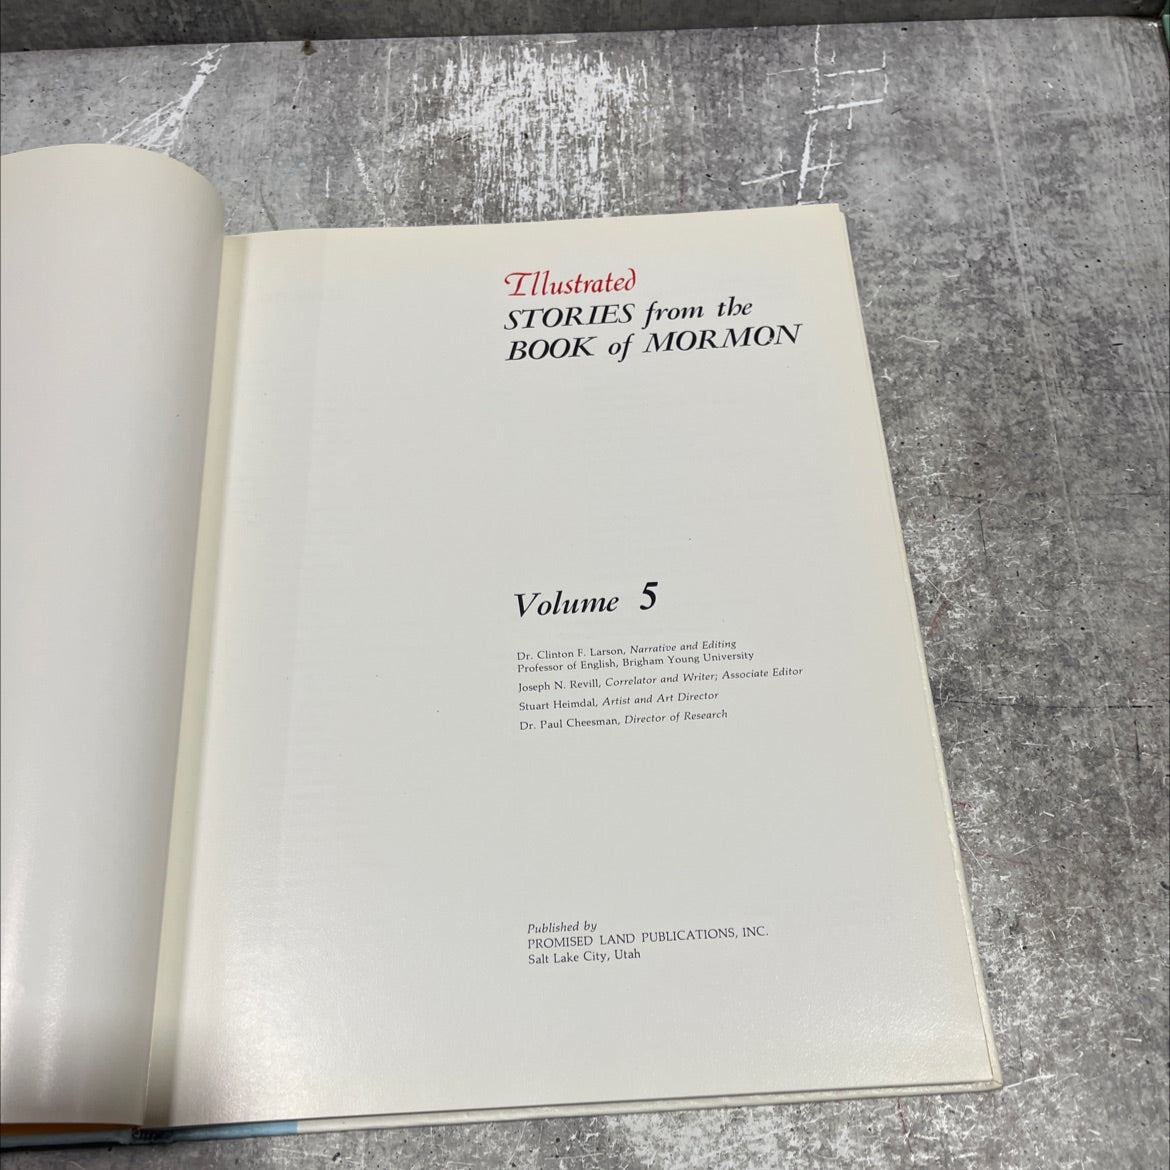 Illustrated
STORIES from the
BOOK of MORMON
Volume 5
Dr. Clinton F. Larson, Narrative and Editing
Professor of English, Brigham Young University
Joseph N. Revill, Correlator and Writer; Associate Editor
Stuart Heimdal, Artist and Art Director
Dr. Paul Cheesman, Director of Research
Published by
PROMISED LAND PUBLICATIONS, INC.
Salt Lake City, Utah